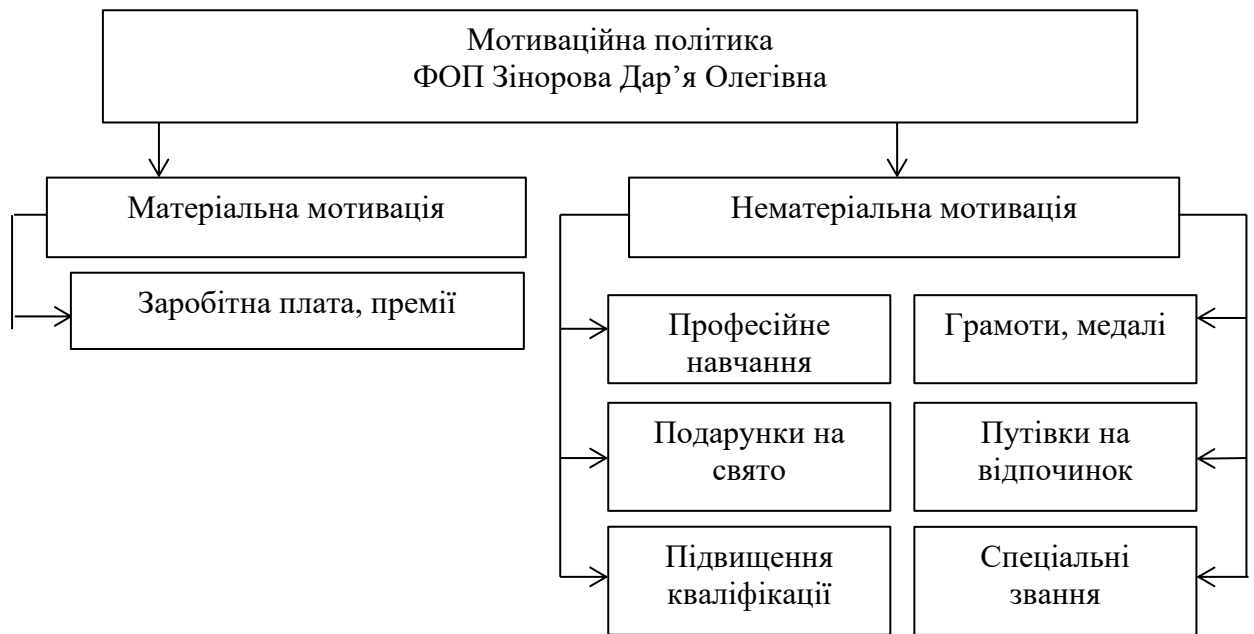 Мотиваційна політика
ФОП Зінорова Дар’я Олегівна
Матеріальна мотивація
Нематеріальна мотивація
Заробітна плата, премії
Професійне
навчання
Грамоти, медалі
Подарунки на
свято
Путівки на
відпочинок
Підвищення
кваліфікації
Спеціальні
звання